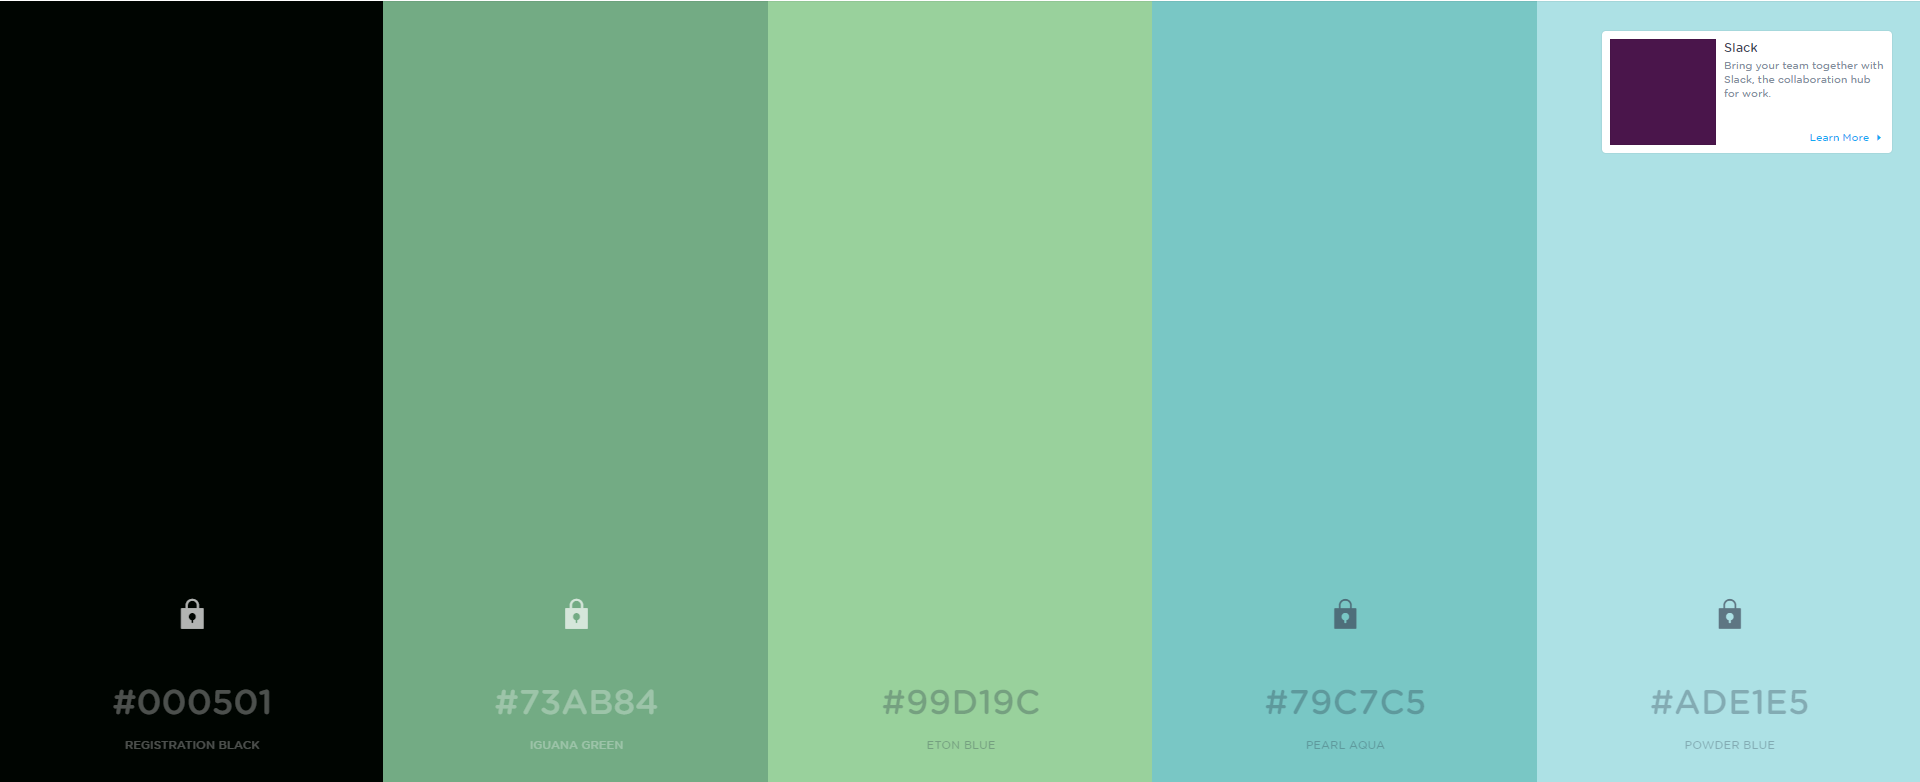 Slack
Bring your team together with
Slack, the collaboration hub
for work.
Learn More
#000501
#73AB84
#99D19C
#79C7C5
#ADE1E5
REGISTRATION BLACK
IGUANA GREEN
ETON BLUE
PEARL AQUA
POWDER BLUE